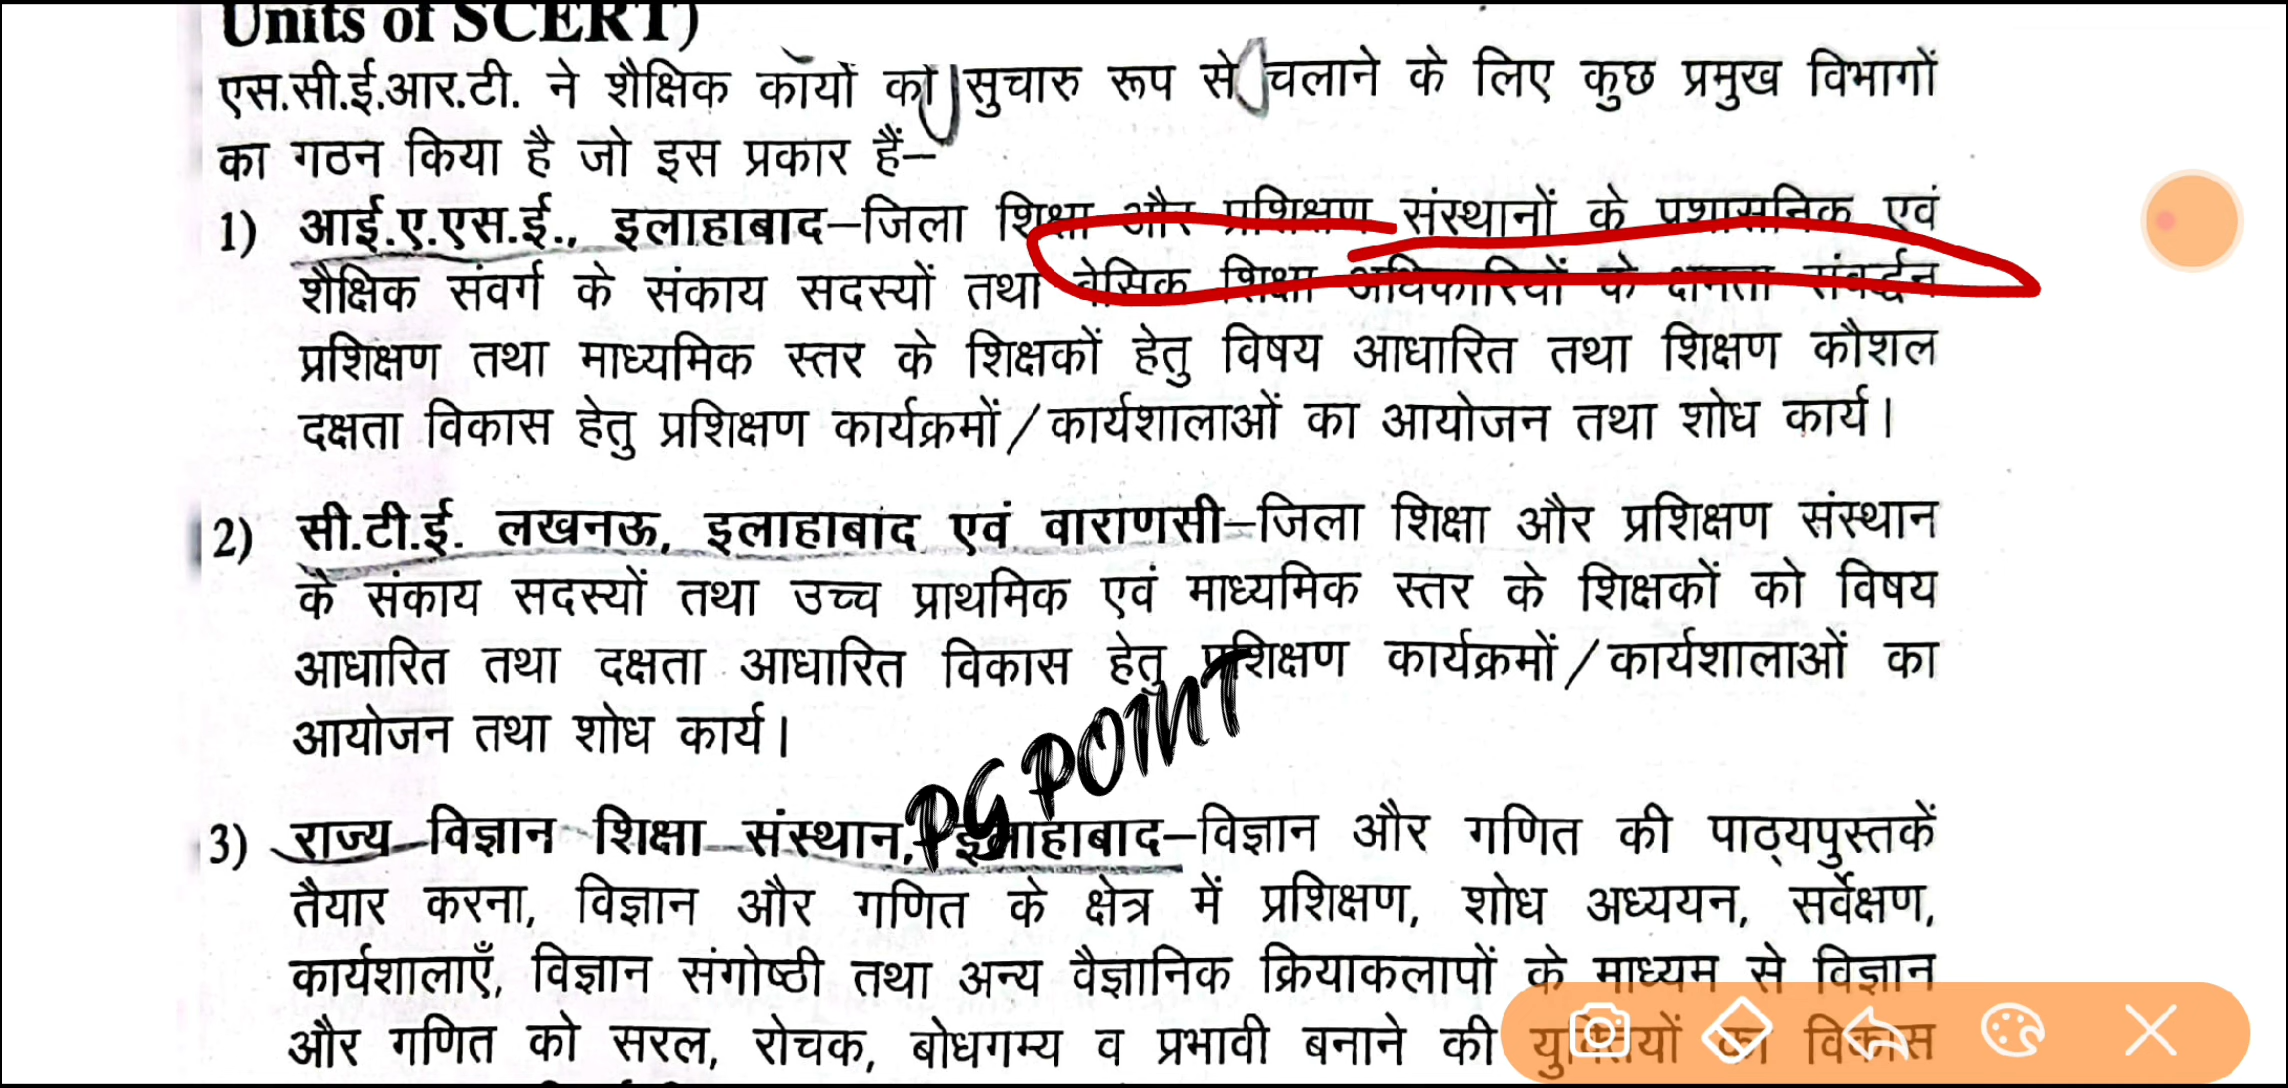 Units of SCERT)
एस.सी.ई.आर.टी. ने शैक्षिक कार्यो को सुचारु रूप से चलाने के लिए कुछ प्रमुख विभागों
का गठन किया है जो इस प्रकार हैं–
1) आई.ए.एस.ई., इलाहाबाद–जिला शिक्षा और प्रशिक्षण संस्थानों के प्रशासनिक एवं
शैक्षिक संवर्ग के संकाय सदस्यों तथा बेसिक शिक्षा अधिकारियों के क्षमता संवर्द्धन
प्रशिक्षण तथा माध्यमिक स्तर के शिक्षकों हेतु विषय आधारित तथा शिक्षण कौशल
दक्षता विकास हेतु प्रशिक्षण कार्यक्रमों/कार्यशालाओं का आयोजन तथा शोध कार्य।
2) सी.टी.ई. लखनऊ, इलाहाबाद एवं वाराणसी–जिला शिक्षा और प्रशिक्षण संस्थान
के संकाय सदस्यों तथा उच्च प्राथमिक एवं माध्यमिक स्तर के शिक्षकों को विषय
आधारित तथा दक्षता आधारित विकास हेतु प्रशिक्षण कार्यक्रमों/कार्यशालाओं का
आयोजन तथा शोध कार्य।
PG POINT
3) राज्य विज्ञान शिक्षा संस्थान, इलाहाबाद–विज्ञान और गणित की पाठ्यपुस्तकें
तैयार करना, विज्ञान और गणित के क्षेत्र में प्रशिक्षण, शोध अध्ययन, सर्वेक्षण,
कार्यशालाएँ, विज्ञान संगोष्ठी तथा अन्य वैज्ञानिक क्रियाकलापों के माध्यम से विज्ञान
और गणित को सरल, रोचक, बोधगम्य व प्रभावी बनाने की युक्तियों का विकास